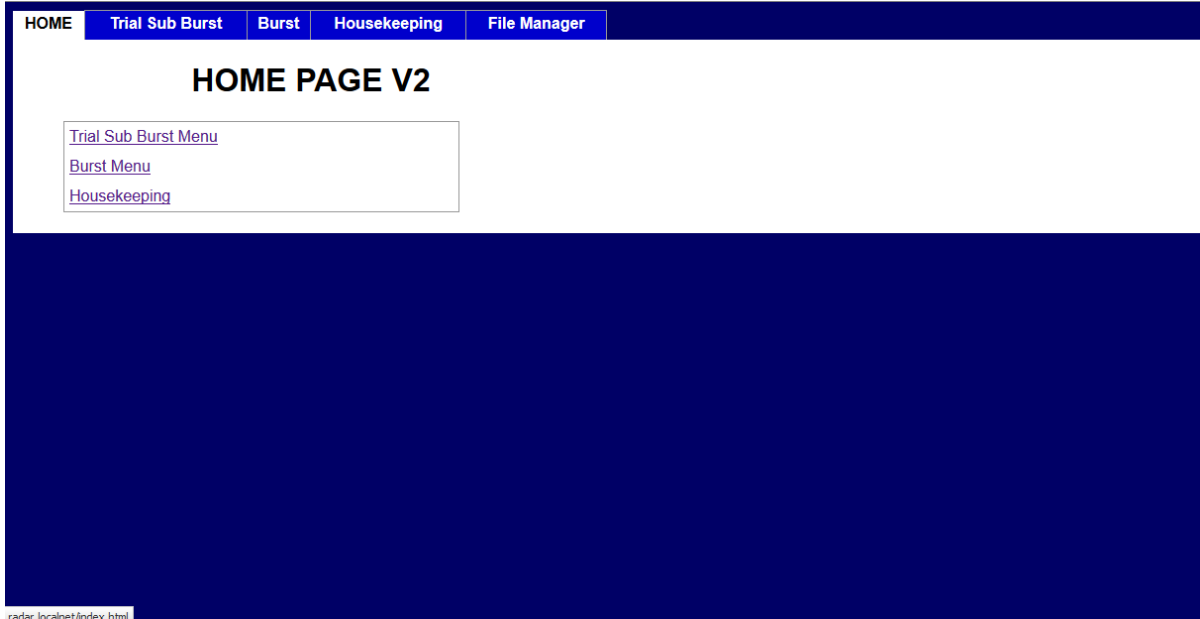 HOME Trial Sub Burst Burst Housekeeping File Manager
HOME PAGE V2
Trial Sub Burst Menu
Burst Menu
Housekeeping
radar.localnet/index.html